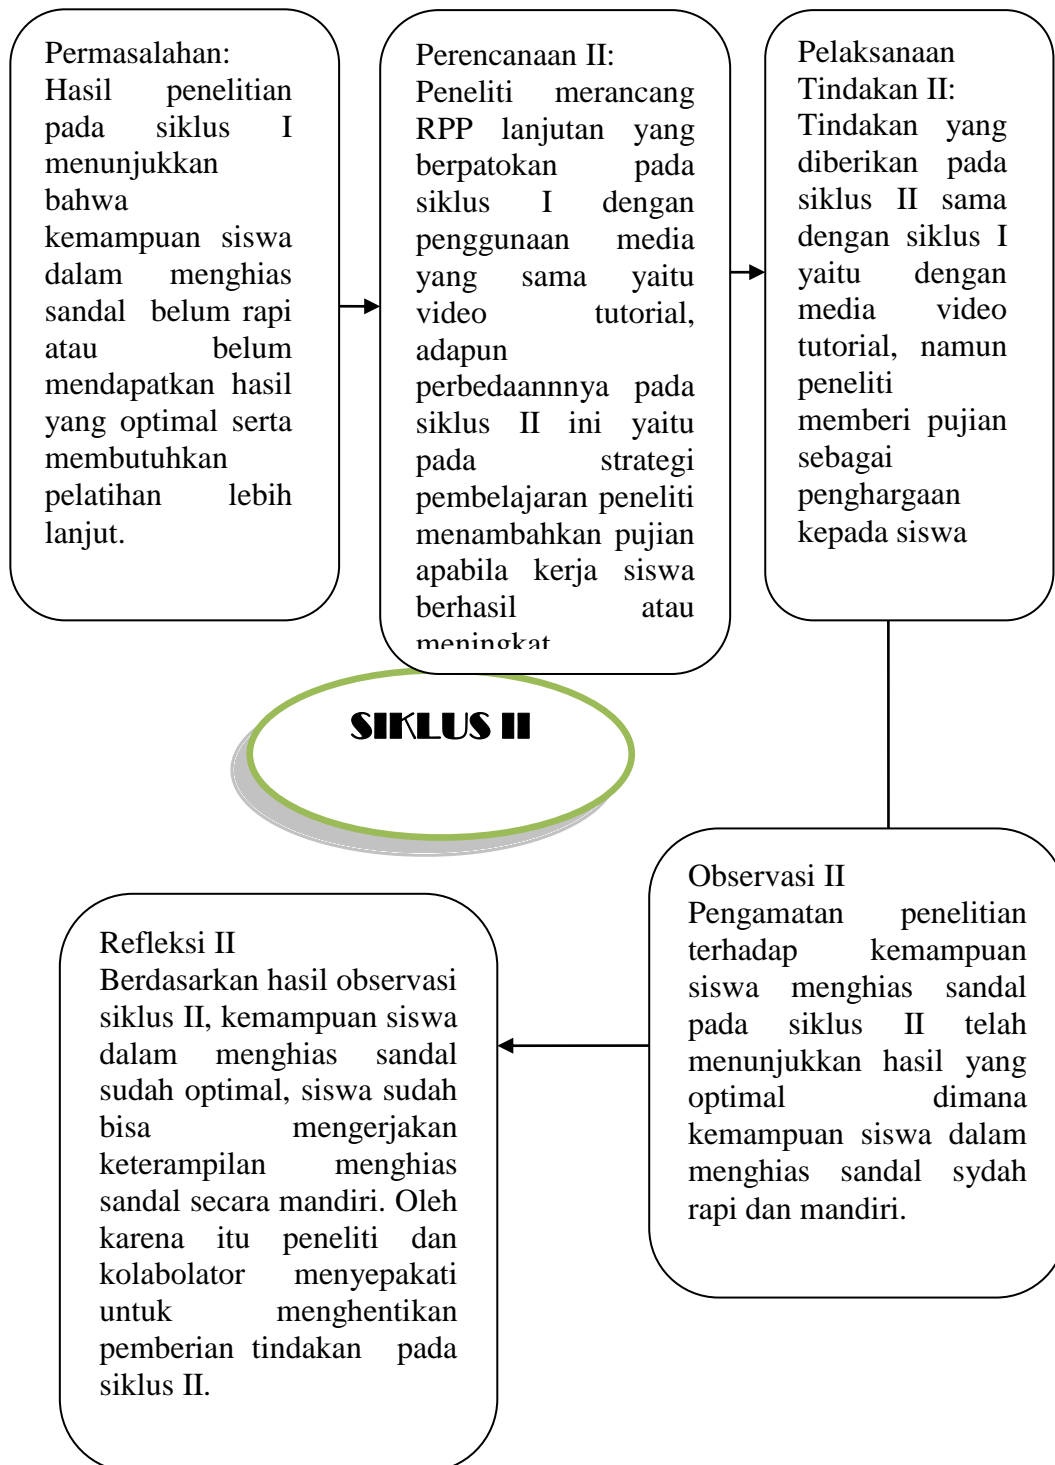 Permasalahan:
Hasil penelitian
pada siklus I
menunjukkan
bahwa
kemampuan siswa
dalam menghias
sandal belum rapi
atau belum
mendapatkan hasil
yang optimal serta
membutuhkan
pelatihan lebih
lanjut.
Perencanaan II:
Peneliti merancang
RPP lanjutan yang
berpatokan pada
siklus I dengan
penggunaan media
yang sama yaitu
video tutorial,
adapun
perbedaannnya pada
siklus II ini yaitu
pada strategi
pembelajaran peneliti
menambahkan pujian
apabila kerja siswa
berhasil atau
meningkat
Pelaksanaan
Tindakan II:
Tindakan yang
diberikan pada
siklus II sama
dengan siklus I
yaitu dengan
media video
tutorial, namun
peneliti
memberi pujian
sebagai
penghargaan
kepada siswa
SIKLUS II
Observasi II
Pengamatan penelitian
terhadap kemampuan
siswa menghias sandal
pada siklus II telah
menunjukkan hasil yang
optimal dimana
kemampuan siswa dalam
menghias sandal sydah
rapi dan mandiri.
Refleksi II
Berdasarkan hasil observasi
siklus II, kemampuan siswa
dalam menghias sandal
sudah optimal, siswa sudah
bisa mengerjakan
keterampilan menghias
sandal secara mandiri. Oleh
karena itu peneliti dan
kolabolator menyepakati
untuk menghentikan
pemberian tindakan pada
siklus II.